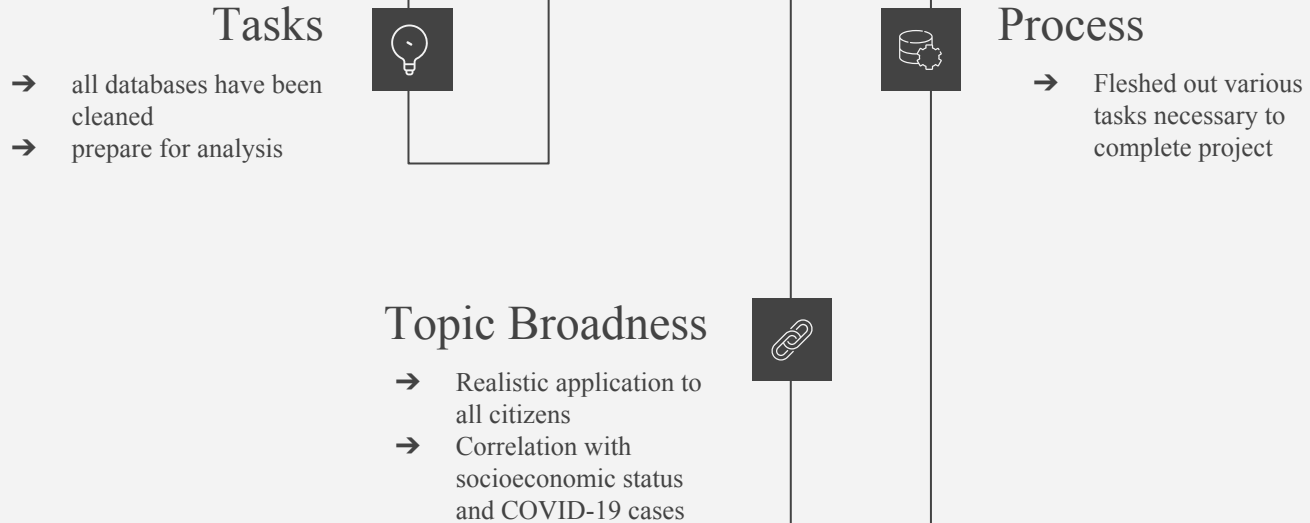 Tasks
➔ all databases have been
cleaned
➔ prepare for analysis
Process
➔ Fleshed out various
tasks necessary to
complete project
Topic Broadness
➔ Realistic application to
all citizens
➔ Correlation with
socioeconomic status
and COVID-19 cases